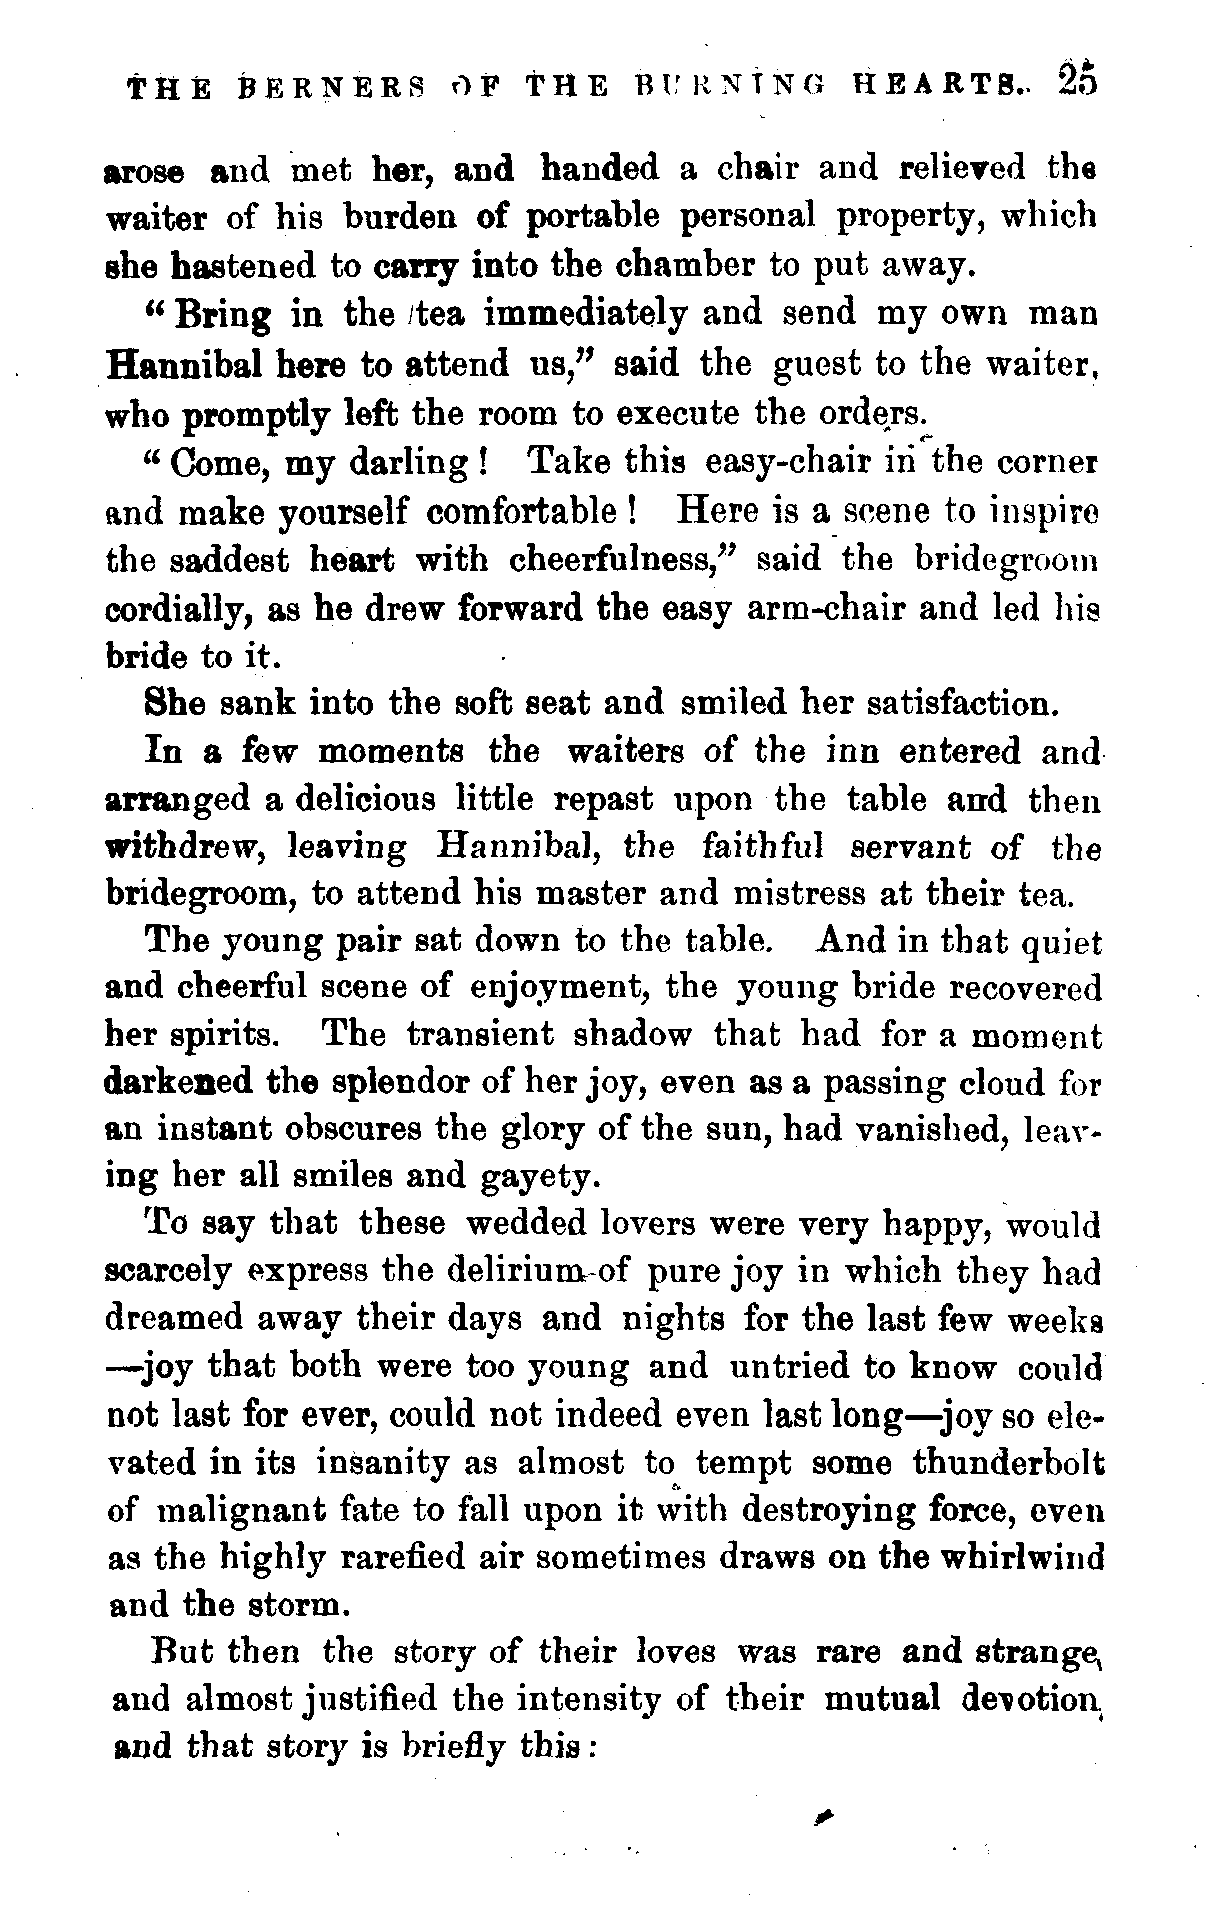 THE BERNERS OF THE BURNING HEARTS. 25
arose and met her, and handed a chair and relieved the
waiter of his burden of portable personal property, which
she hastened to carry into the chamber to put away.
“ Bring in the tea immediately and send my own man
Hannibal here to attend us,” said the guest to the waiter,
who promptly left the room to execute the orders.
“ Come, my darling ! Take this easy-chair in the corner
and make yourself comfortable ! Here is a scene to inspire
the saddest heart with cheerfulness,” said the bridegroom
cordially, as he drew forward the easy arm-chair and led his
bride to it.
She sank into the soft seat and smiled her satisfaction.
In a few moments the waiters of the inn entered and
arranged a delicious little repast upon the table and then
withdrew, leaving Hannibal, the faithful servant of the
bridegroom, to attend his master and mistress at their tea.
The young pair sat down to the table. And in that quiet
and cheerful scene of enjoyment, the young bride recovered
her spirits. The transient shadow that had for a moment
darkened the splendor of her joy, even as a passing cloud for
an instant obscures the glory of the sun, had vanished, leav-
ing her all smiles and gayety.
To say that these wedded lovers were very happy, would
scarcely express the delirium of pure joy in which they had
dreamed away their days and nights for the last few weeks
—joy that both were too young and untried to know could
not last for ever, could not indeed even last long—joy so ele-
vated in its insanity as almost to tempt some thunderbolt
of malignant fate to fall upon it with destroying force, even
as the highly rarefied air sometimes draws on the whirlwind
and the storm.
But then the story of their loves was rare and strange,
and almost justified the intensity of their mutual devotion,
and that story is briefly this :